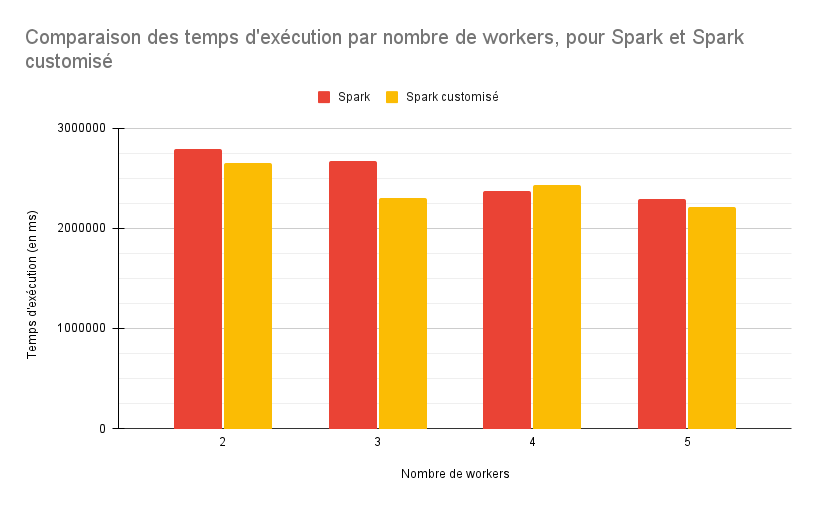 Comparaison des temps d'exécution par nombre de workers, pour Spark et Spark
customisé
Spark
Spark customisé
3000000
2000000
1000000
0
Temps d'exécution (en ms)
2
3
4
5
Nombre de workers